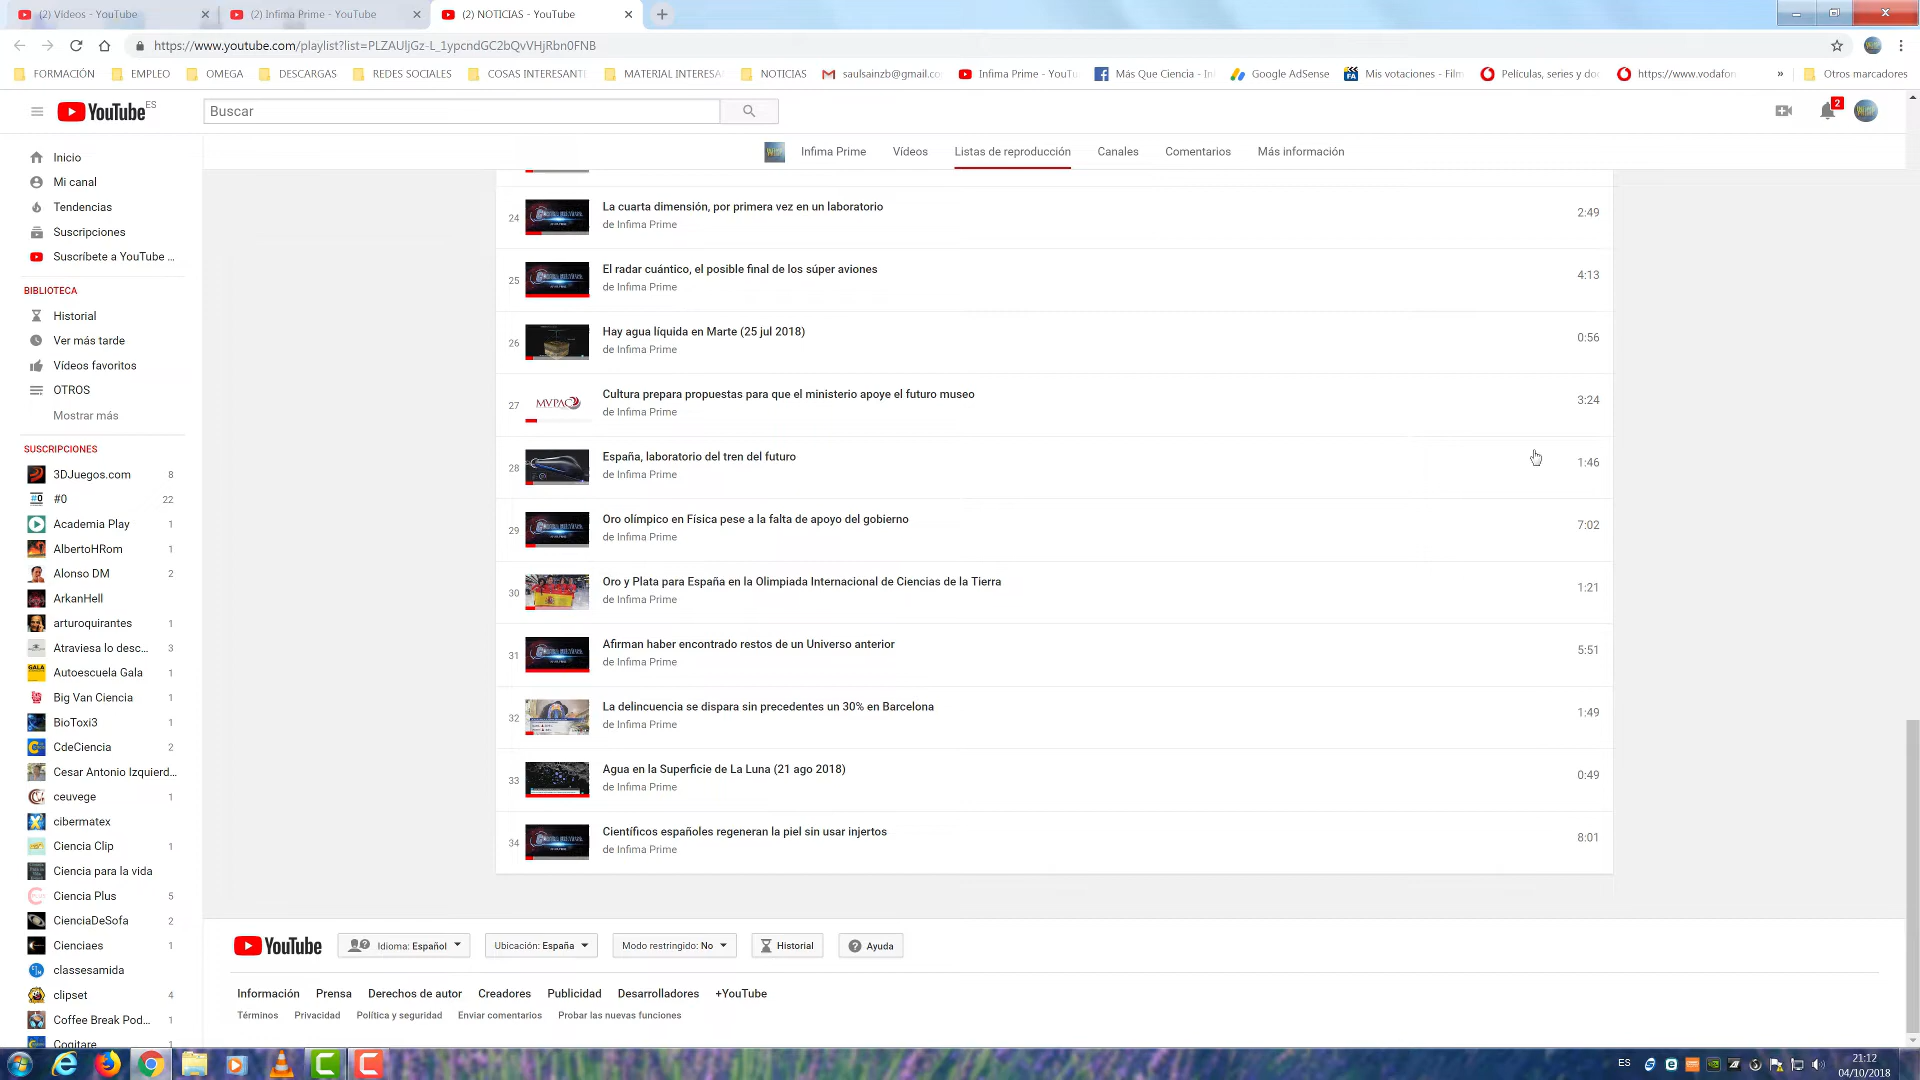 (2) Vídeos - YouTube
(2) Infima Prime - YouTube
(2) NOTICIAS - YouTube
https://www.youtube.com/playlist?list=PLZAUljGz-L_1ypcndGC2bQvVHjRbn0FNB
FORMACIÓN EMPLEO OMEGA DESCARGAS REDES SOCIALES COSAS INTERESANT MATERIAL INTERESA NOTICIAS saulsainzb@gmail.co Infima Prime - YouTu Más Que Ciencia - In Google AdSense Mis votaciones - Film Películas, series y do https://www.vodafon » Otros marcadores
YouTube ES
Buscar
2
Infima Prime Vídeos Listas de reproducción Canales Comentarios Más información
Inicio
Mi canal
Tendencias
Suscripciones
Suscríbete a YouTube ...
BIBLIOTECA
Historial
Ver más tarde
Vídeos favoritos
OTROS
Mostrar más
SUSCRIPCIONES
3DJuegos.com 8
#0 22
Academia Play 1
AlbertoHRom 1
Alonso DM 2
ArkanHell
arturoquirantes 1
Atraviesa lo desc... 3
Autoescuela Gala 1
Big Van Ciencia 1
BioToxi3 1
CdeCiencia 2
Cesar Antonio Izquierd...
ceuvege 1
cibermatex
Ciencia Clip 1
Ciencia para la vida
Ciencia Plus 5
CienciaDeSofa 2
Cienciaes 1
classesamida
clipset 4
Coffee Break Pod... 1
Cogitare 1
24 La cuarta dimensión, por primera vez en un laboratorio 2:49
de Infima Prime
25 El radar cuántico, el posible final de los súper aviones 4:13
de Infima Prime
26 Hay agua líquida en Marte (25 jul 2018) 0:56
de Infima Prime
27 MVPAC Cultura prepara propuestas para que el ministerio apoye el futuro museo 3:24
de Infima Prime
28 España, laboratorio del tren del futuro 1:46
de Infima Prime
29 Oro olímpico en Física pese a la falta de apoyo del gobierno 7:02
de Infima Prime
30 Oro y Plata para España en la Olimpiada Internacional de Ciencias de la Tierra 1:21
de Infima Prime
31 Afirman haber encontrado restos de un Universo anterior 5:51
de Infima Prime
32 La delincuencia se dispara sin precedentes un 30% en Barcelona 1:49
de Infima Prime
33 Agua en la Superficie de La Luna (21 ago 2018) 0:49
de Infima Prime
34 Científicos españoles regeneran la piel sin usar injertos 8:01
de Infima Prime
YouTube Idioma: Español Ubicación: España Modo restringido: No Historial Ayuda
Información Prensa Derechos de autor Creadores Publicidad Desarrolladores +YouTube
Términos Privacidad Política y seguridad Enviar comentarios Probar las nuevas funciones
ES
21:12
04/10/2018